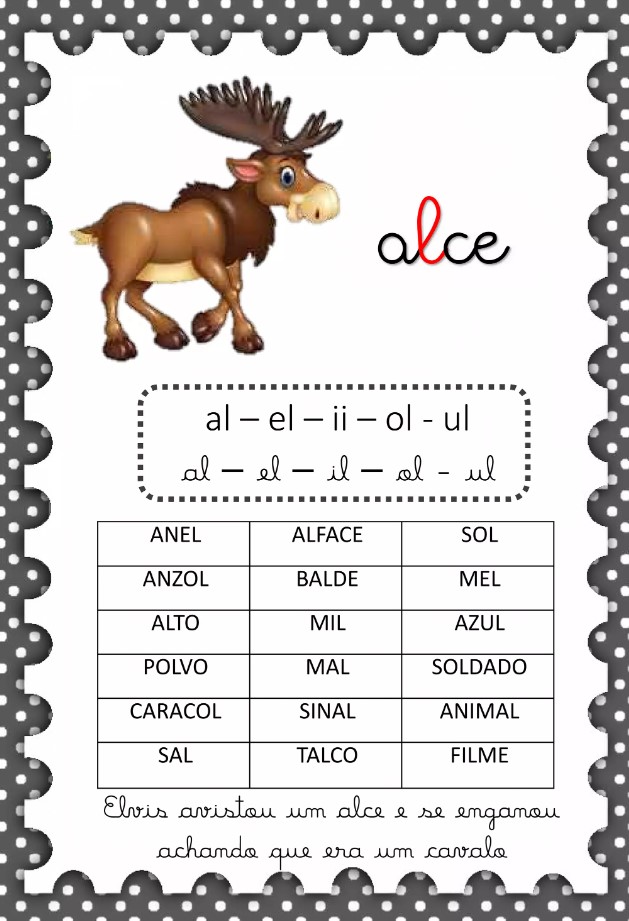 alce
al – el – ii – ol - ul
al – el – il – ol - ul
ANEL ALFACE SOL
ANZOL BALDE MEL
ALTO MIL AZUL
POLVO MAL SOLDADO
CARACOL SINAL ANIMAL
SAL TALCO FILME
Elvis avistou um alce e se enganou
achando que era um cavalo